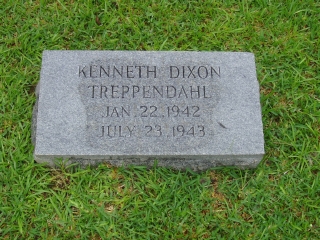 KENNETH DIXON
TREPPENDAHL
JAN. 22, 1942
JULY 23, 1943